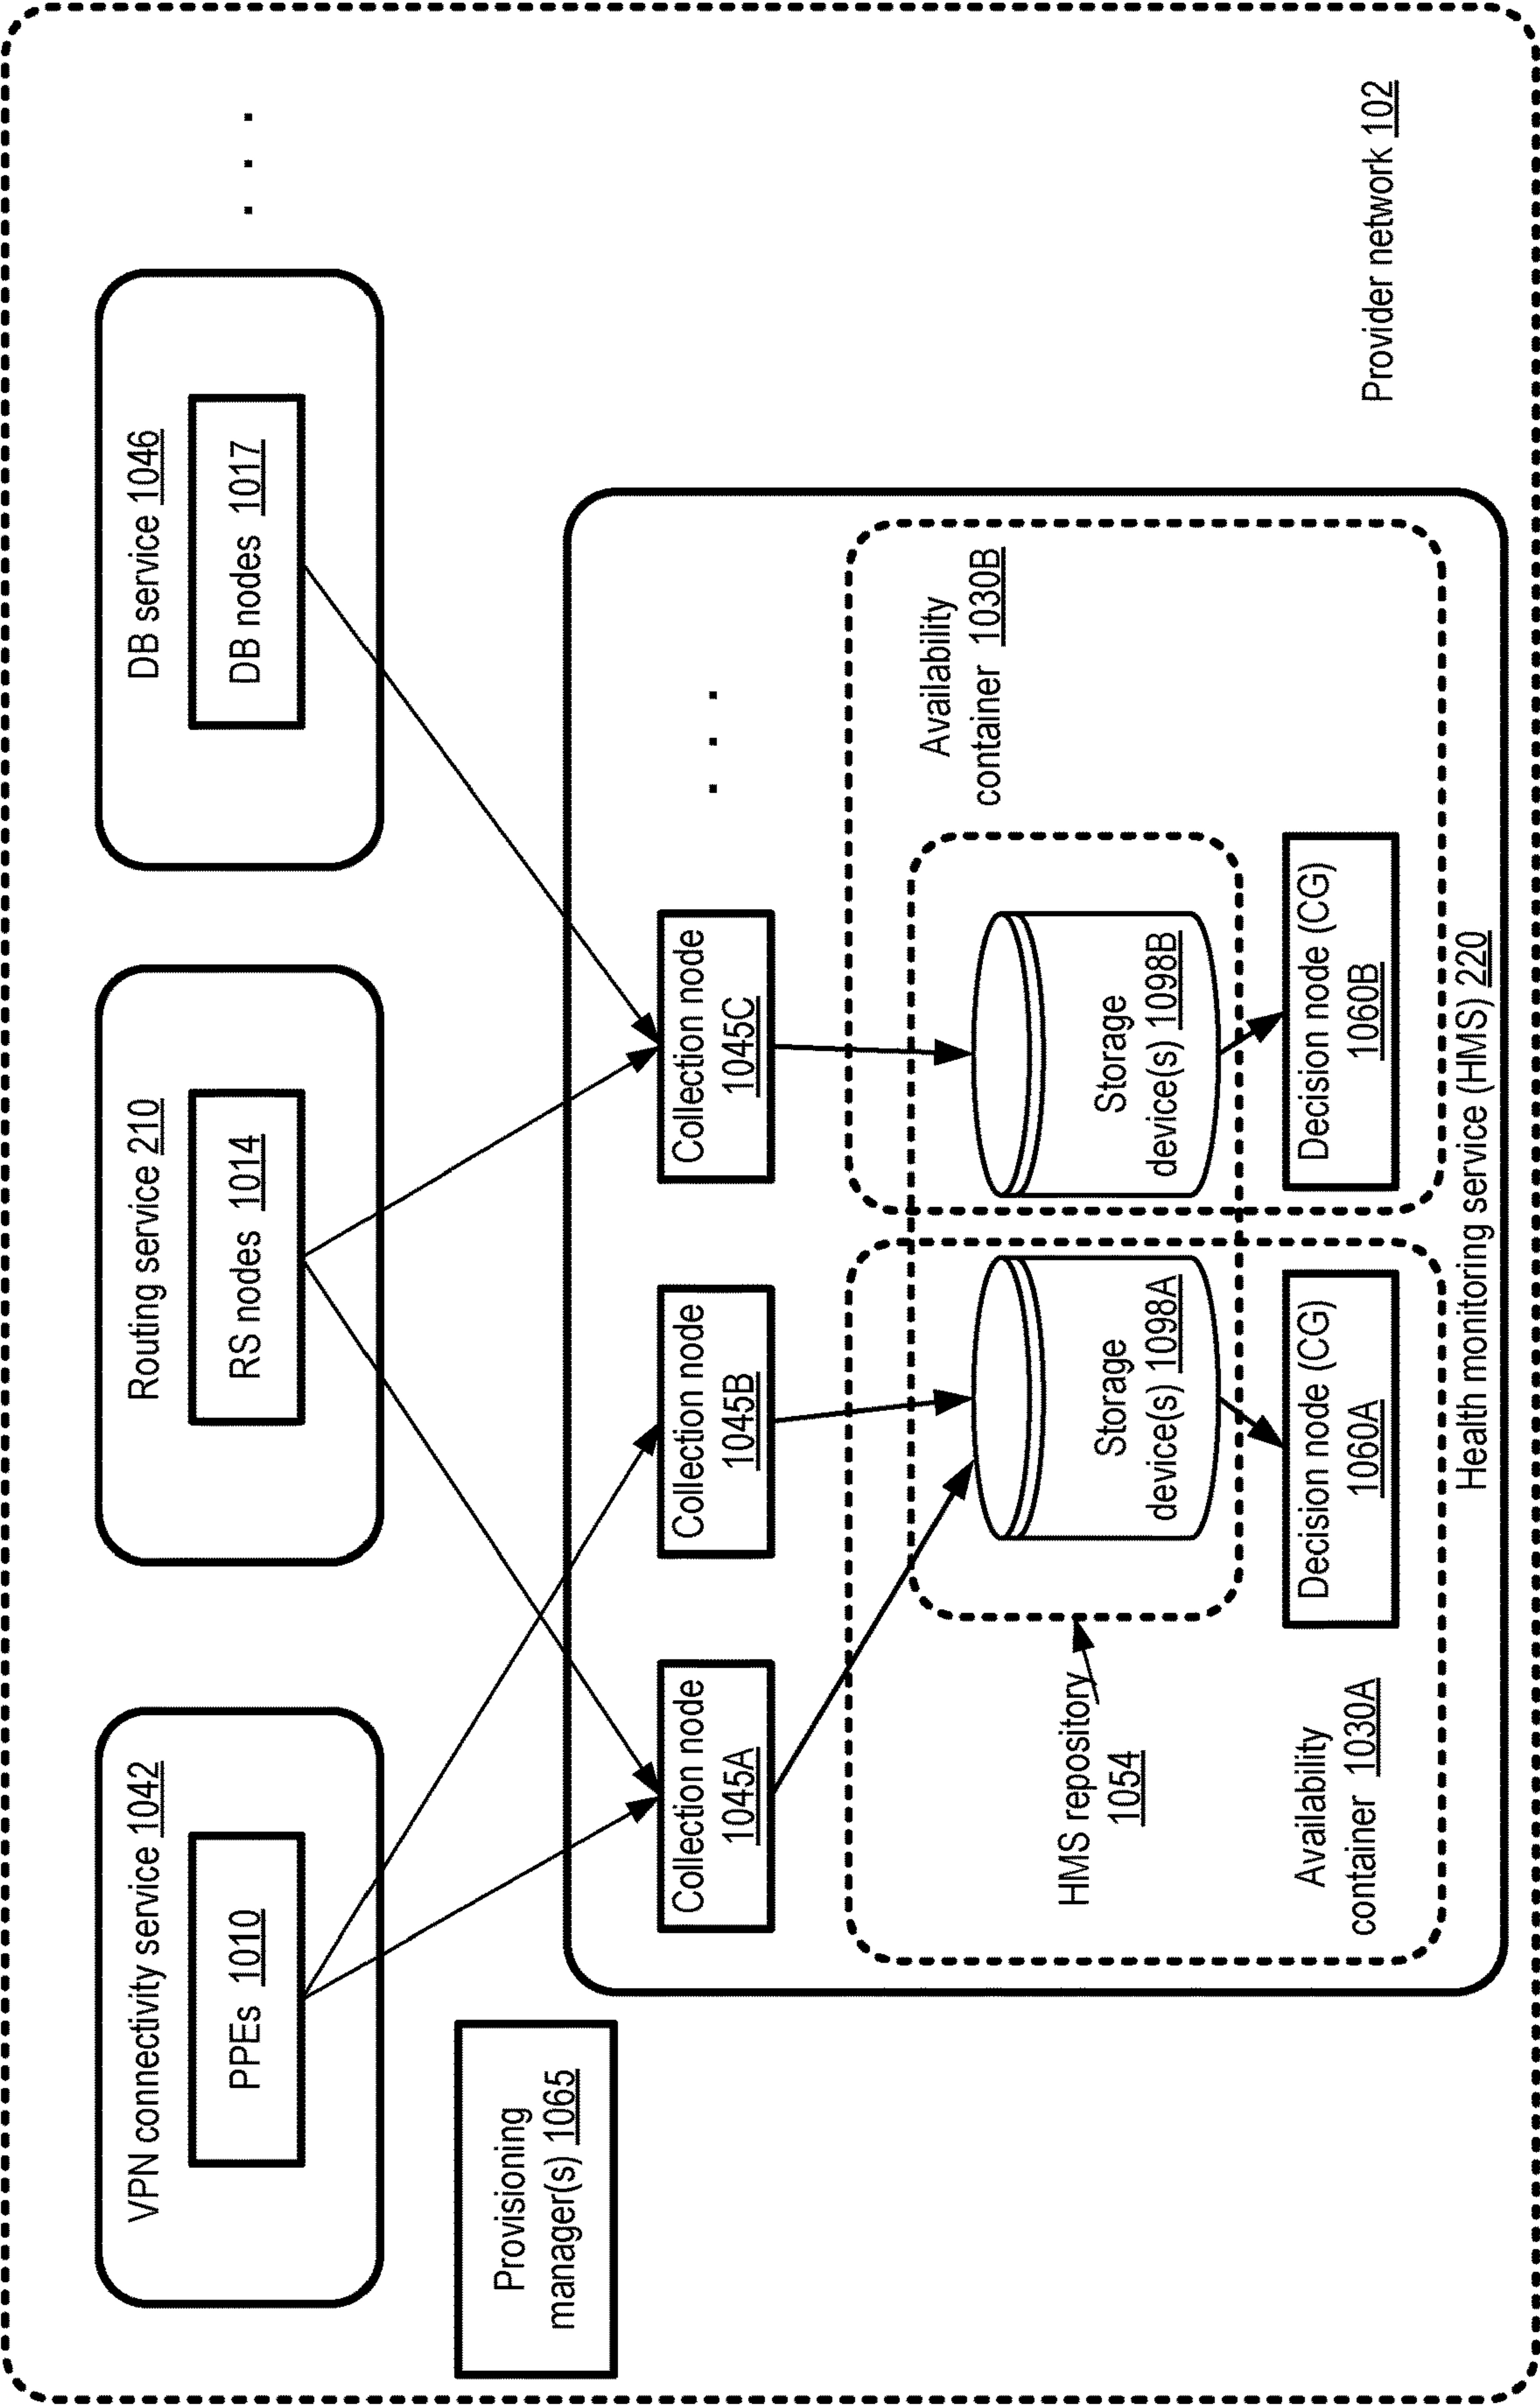 VPN connectivity service 1042
PPEs 1010
Routing service 210
RS nodes 1014
DB service 1046
DB nodes 1017
. . .
Provisioning
manager(s) 1065
Collection node
1045A
Collection node
1045B
Collection node
1045C
. . .
HMS repository
1054
Storage
device(s) 1098A
Storage
device(s) 1098B
Availability
container 1030B
Availability
container 1030A
Decision node (CG)
1060A
Decision node (CG)
1060B
Health monitoring service (HMS) 220
Provider network 102